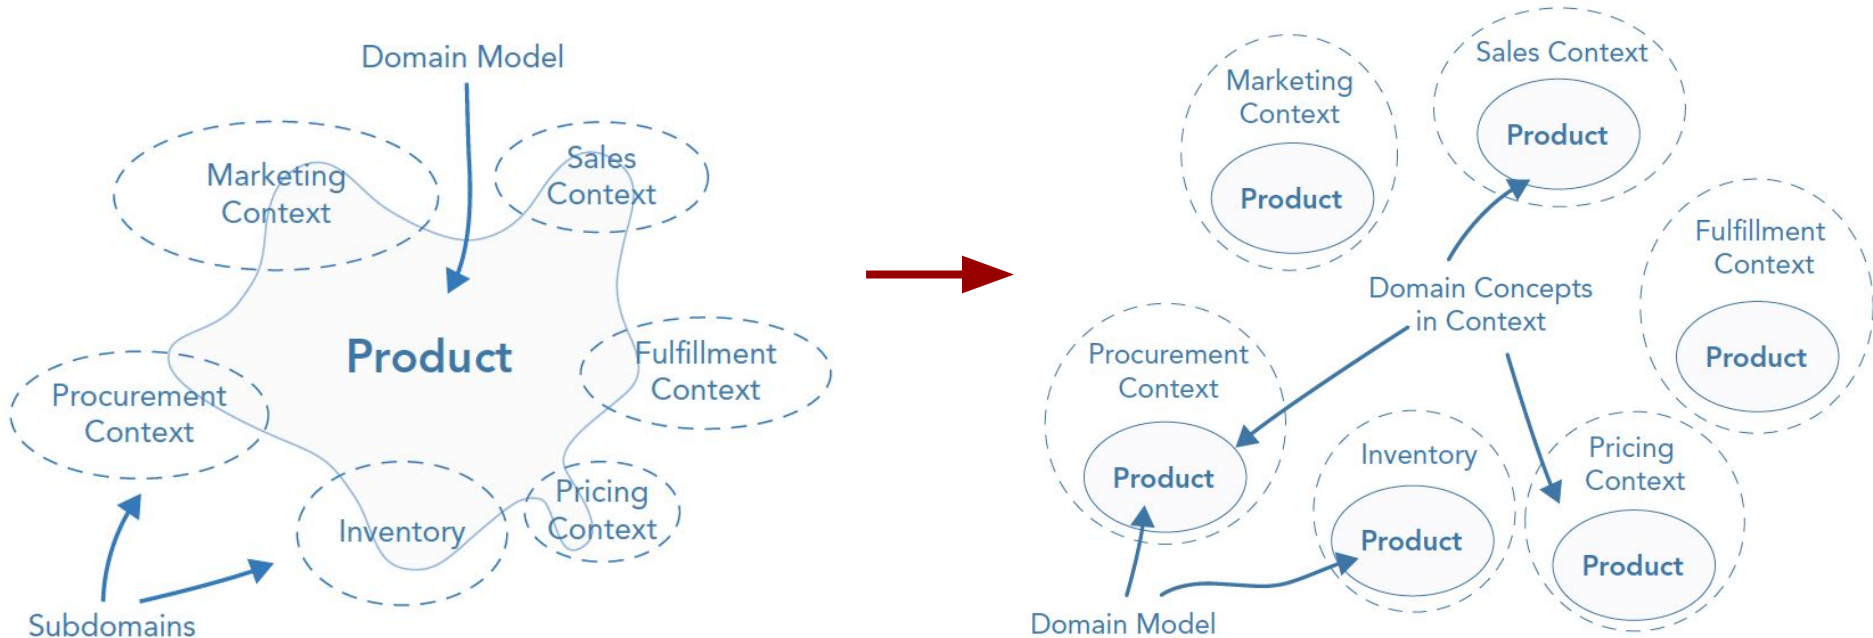 Domain Model
Marketing
Context
Sales
Context
Product
Procurement
Context
Fulfillment
Context
Inventory
Pricing
Context
Subdomains
Marketing
Context
Product
Sales Context
Product
Fulfillment
Context
Product
Domain Concepts
in Context
Procurement
Context
Product
Inventory
Product
Pricing
Context
Product
Domain Model